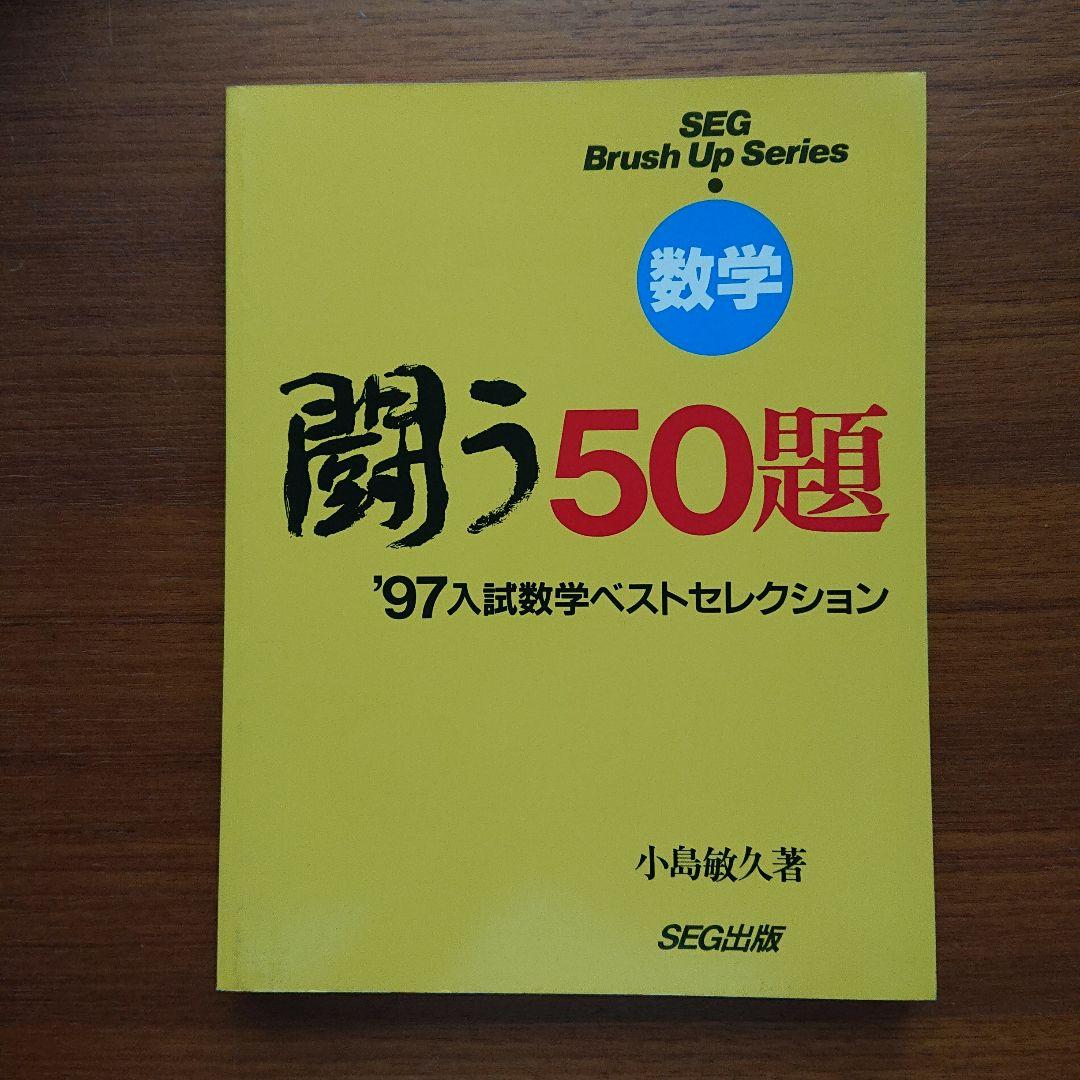 SEG
Brush Up Series
数学
闘う50題
'97入試数学ベストセレクション
小島敏久著
SEG出版